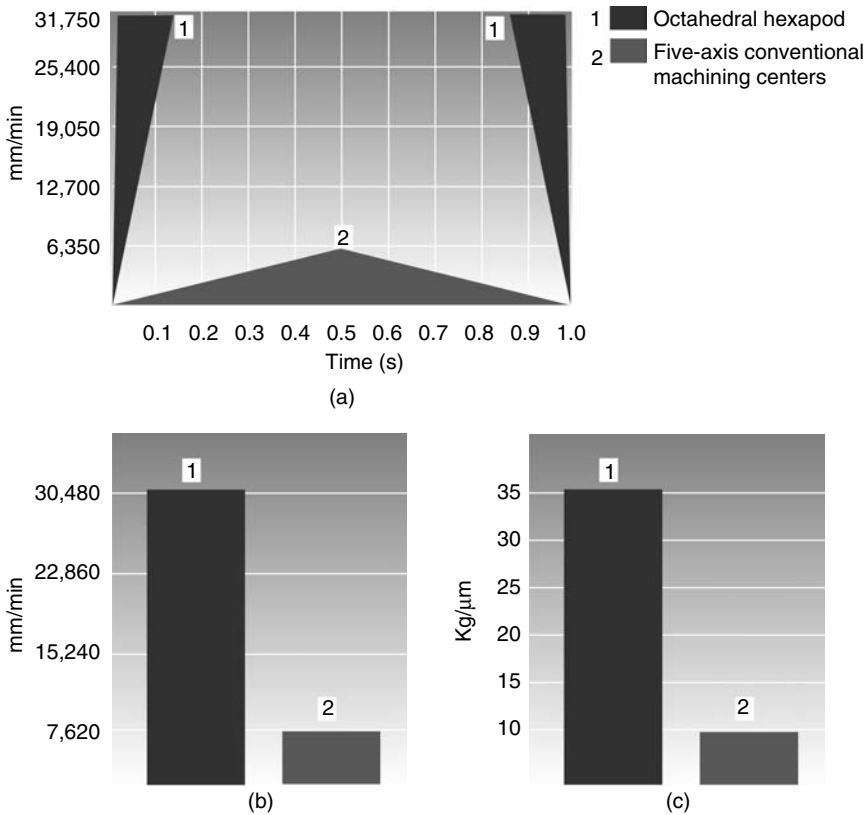 31,750
25,400
19,050
12,700
6,350
mm/min
1
1
2
0.1 0.2 0.3 0.4 0.5 0.6 0.7 0.8 0.9 1.0
Time (s)
(a)
1 Octahedral hexapod
2 Five-axis conventional
machining centers
30,480
22,860
15,240
7,620
mm/min
1
2
(b)
35
30
25
20
15
10
Kg/μm
1
2
(c)